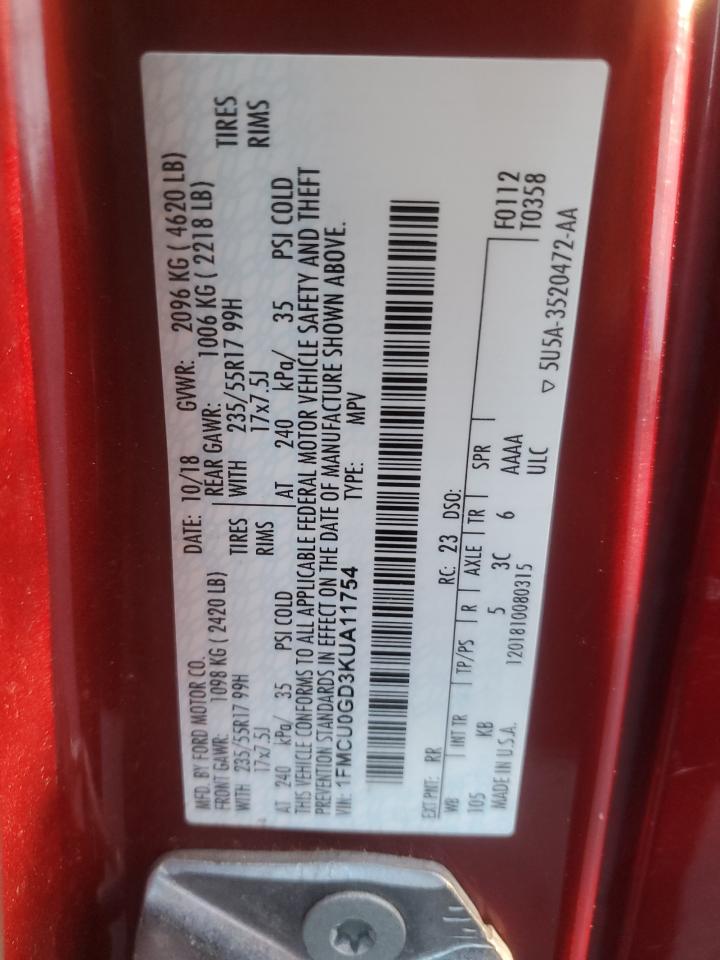 MFD. BY FORD MOTOR CO. DATE: 10/18 GVWR: 2096 KG ( 4620 LB)
FRONT GAWR: 1098 KG ( 2420 LB) REAR GAWR: 1006 KG ( 2218 LB)
WITH 235/55R17 99H TIRES WITH 235/55R17 99H TIRES
17x7.5J RIMS 17x7.5J RIMS
AT 240 kPa/ 35 PSI COLD AT 240 kPa/ 35 PSI COLD
THIS VEHICLE CONFORMS TO ALL APPLICABLE FEDERAL MOTOR VEHICLE SAFETY AND THEFT
PREVENTION STANDARDS IN EFFECT ON THE DATE OF MANUFACTURE SHOWN ABOVE.
VIN: 1FMCU0GD3KUA11754 TYPE: MPV
EXT PNT: RR RC: 23 DSO: F0112
WB INT TR TP/PS R AXLE TR SPR T0358
105 KB 5 3C 6 AAAA
MADE IN U.S.A. 1201810080315 ULC ▽ 5U5A-3520472-AA